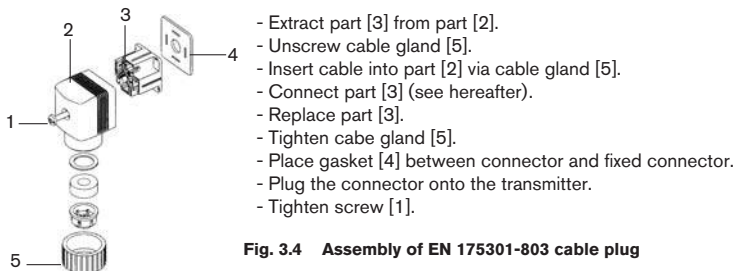 1
2
3
4
5
- Extract part [3] from part [2].
- Unscrew cable gland [5].
- Insert cable into part [2] via cable gland [5].
- Connect part [3] (see hereafter).
- Replace part [3].
- Tighten cabe gland [5].
- Place gasket [4] between connector and fixed connector.
- Plug the connector onto the transmitter.
- Tighten screw [1].
Fig. 3.4 Assembly of EN 175301-803 cable plug